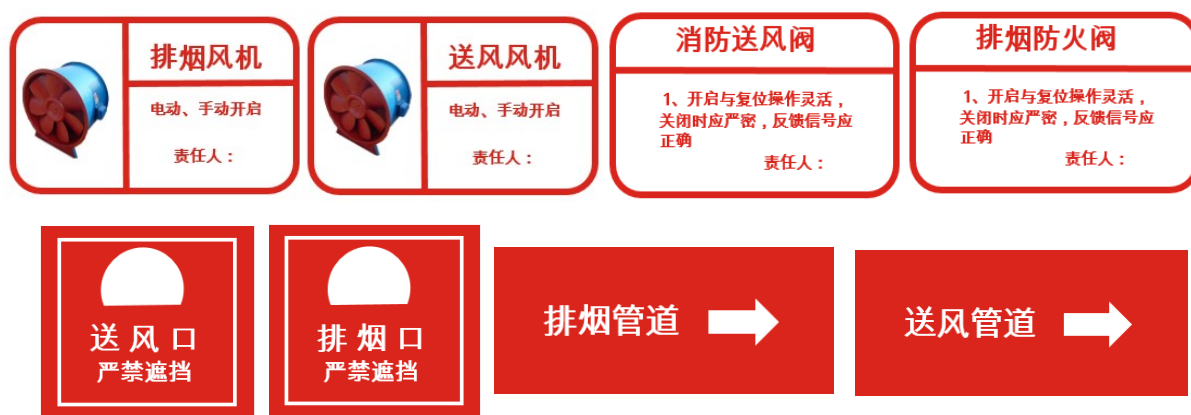 排烟风机
电动、手动开启
责任人：
送风风机
电动、手动开启
责任人：
消防送风阀
1、开启与复位操作灵活，
关闭时应严密，反馈信号应
正确
责任人：
排烟防火阀
1、开启与复位操作灵活，
关闭时应严密，反馈信号应
正确
责任人：
送风口
严禁遮挡
排烟口
严禁遮挡
排烟管道
送风管道